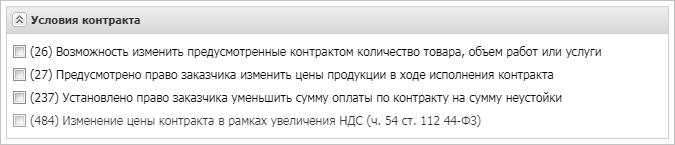 Условия контракта
(26) Возможность изменить предусмотренные контрактом количество товара, объем работ или услуги
(27) Предусмотрено право заказчика изменить цены продукции в ходе исполнения контракта
(237) Установлено право заказчика уменьшить сумму оплаты по контракту на сумму неустойки
(484) Изменение цены контракта в рамках увеличения НДС (ч. 54 ст. 112 44-ФЗ)